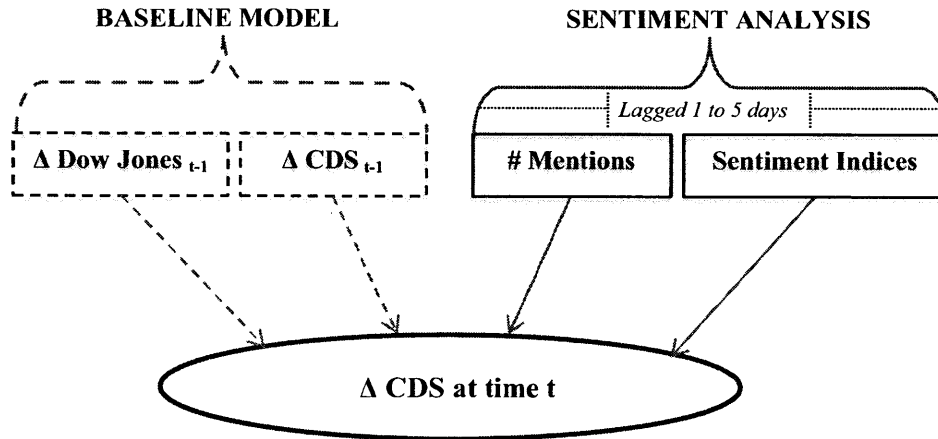 BASELINE MODEL
SENTIMENT ANALYSIS
Lagged 1 to 5 days
Δ Dow Jones t-1
Δ CDS t-1
# Mentions
Sentiment Indices
Δ CDS at time t